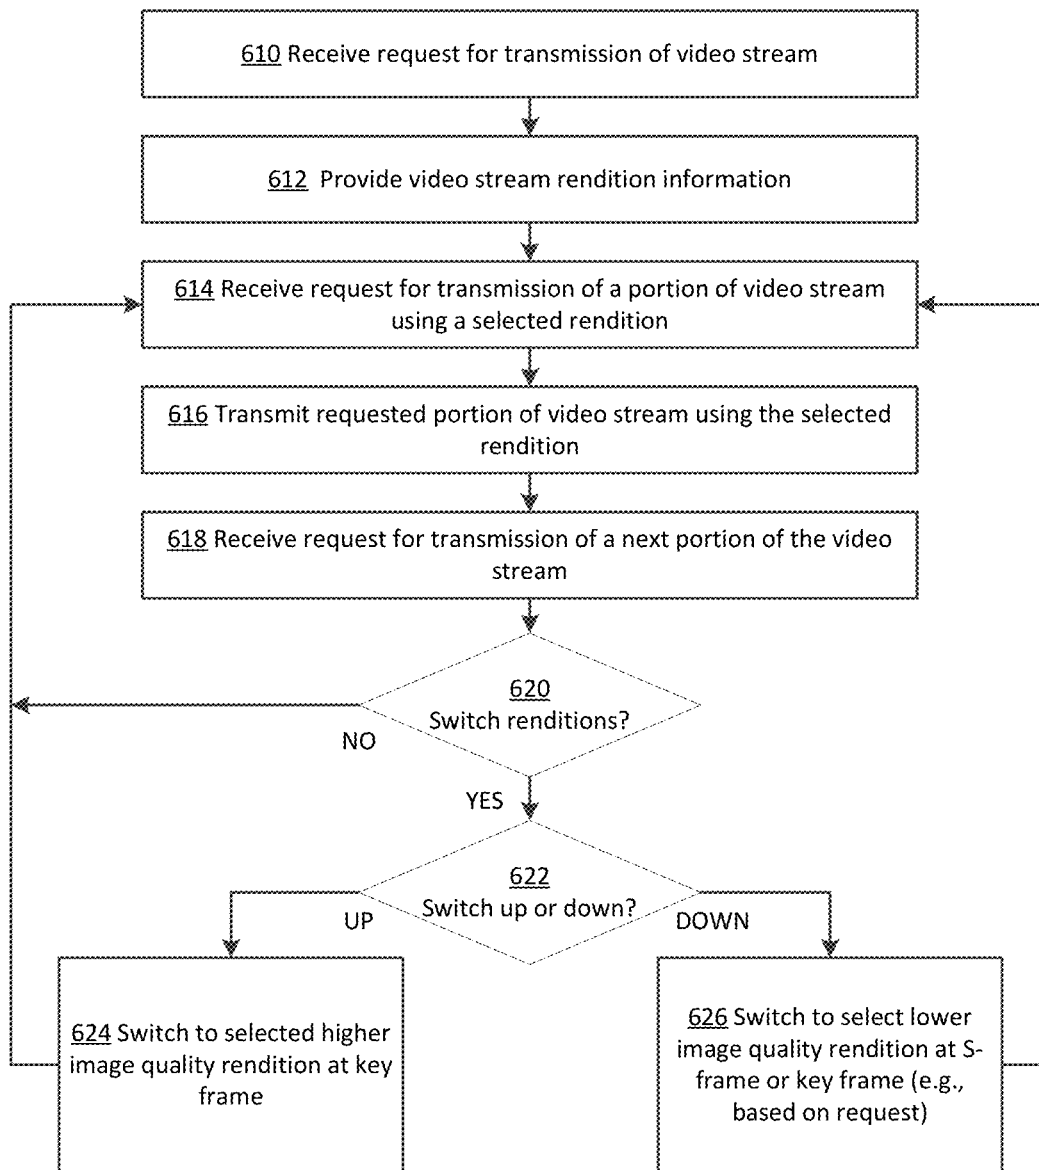 610 Receive request for transmission of video stream
612 Provide video stream rendition information
614 Receive request for transmission of a portion of video stream
using a selected rendition
616 Transmit requested portion of video stream using the selected
rendition
618 Receive request for transmission of a next portion of the video
stream
620
Switch renditions?
NO
YES
622
Switch up or down?
UP
DOWN
624 Switch to selected higher
image quality rendition at key
frame
626 Switch to select lower
image quality rendition at S-
frame or key frame (e.g.,
based on request)